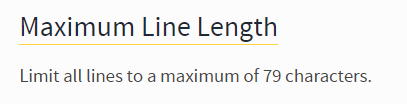 Maximum Line Length
Limit all lines to a maximum of 79 characters.